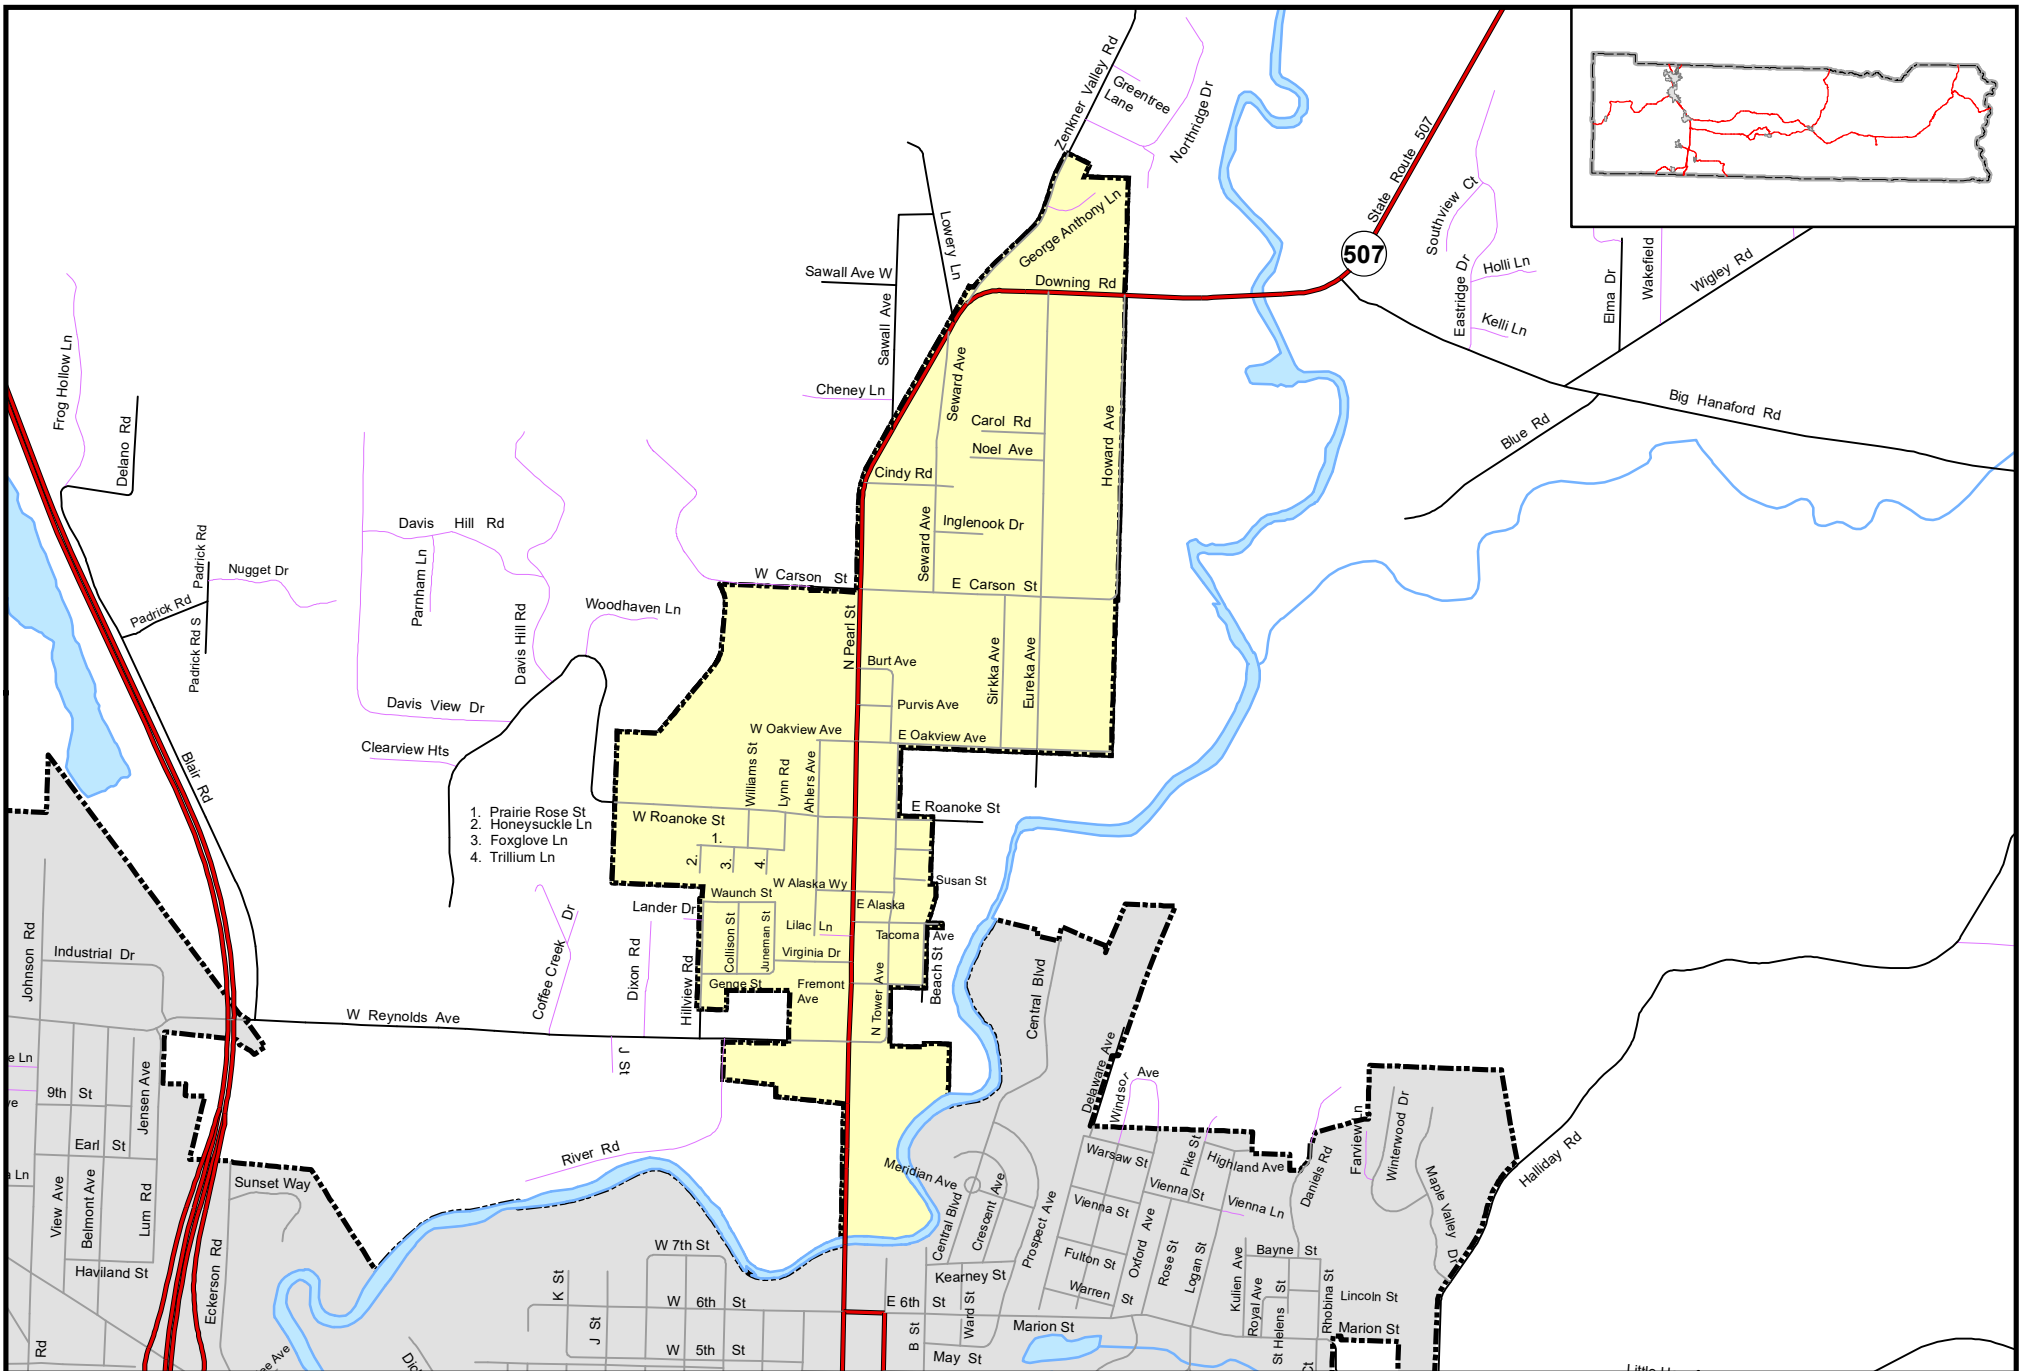 Zenkner Valley Rd
Greentree
Lane
Northridge Dr
State Route 507
507
Southview Ct
Eastridge Dr
Holli Ln
Kelli Ln
Elma Dr
Wakefield
Wigley Rd
Big Hanaford Rd
Blue Rd
Lowery Ln
George Anthony Ln
Downing Rd
Sawall Ave W
Sawall Ave
Cheney Ln
Seward Ave
Carol Rd
Noel Ave
Howard Ave
Cindy Rd
Inglenook Dr
Seward Ave
Frog Hollow Ln
Delano Rd
Davis Hill Rd
Parnham Ln
Padrick Rd
Padrick Rd
Padrick Rd S
Nugget Dr
Woodhaven Ln
Davis Hill Rd
Davis View Dr
Clearview Hts
Blair Rd
W Carson St
E Carson St
N Pearl St
Burt Ave
Purvis Ave
Sirkka Ave
Eureka Ave
W Oakview Ave
E Oakview Ave
Williams St
Lynn Rd
Ahlers Ave
W Roanoke St
E Roanoke St
1. Prairie Rose St
2. Honeysuckle Ln
3. Foxglove Ln
4. Trillium Ln
1.
2.
3.
4.
W Alaska Wy
Susan St
Waunch St
E Alaska
Lander Dr
Lilac Ln
Tacoma Ave
Collison St
Juneman St
Virginia Dr
Genge St
Fremont
Ave
N Tower Ave
Beach St
Hillview Rd
Dixon Rd
Coffee Creek Dr
Johnson Rd
Industrial Dr
W Reynolds Ave
J St
River Rd
Central Blvd
Delaware Ave
Windsor Ave
e Ln
ve
9th St
Jensen Ave
Earl St
a Ln
View Ave
Belmont Ave
Lum Rd
Haviland St
Sunset Way
Eckerson Rd
Rd
ee Ave
Dic
K St
J St
W 7th St
W 6th St
W 5th St
E 6th St
B St
Ward St
May St
Marion St
Kearney St
Meridian Ave
Central Blvd
Crescent Ave
Prospect Ave
Warsaw St
Vienna St
Vienna St
Fulton St
Warren St
Oxford Ave
Rose St
Logan St
Pike St
Highland Ave
Vienna Ln
Daniels Rd
Fairview Ln
Winterwood Dr
Maple Valley Dr
Halliday Rd
Kulien Ave
Royal Ave
Bayne St
St Helens St
Rhobina St
Lincoln St
Marion St
Ct